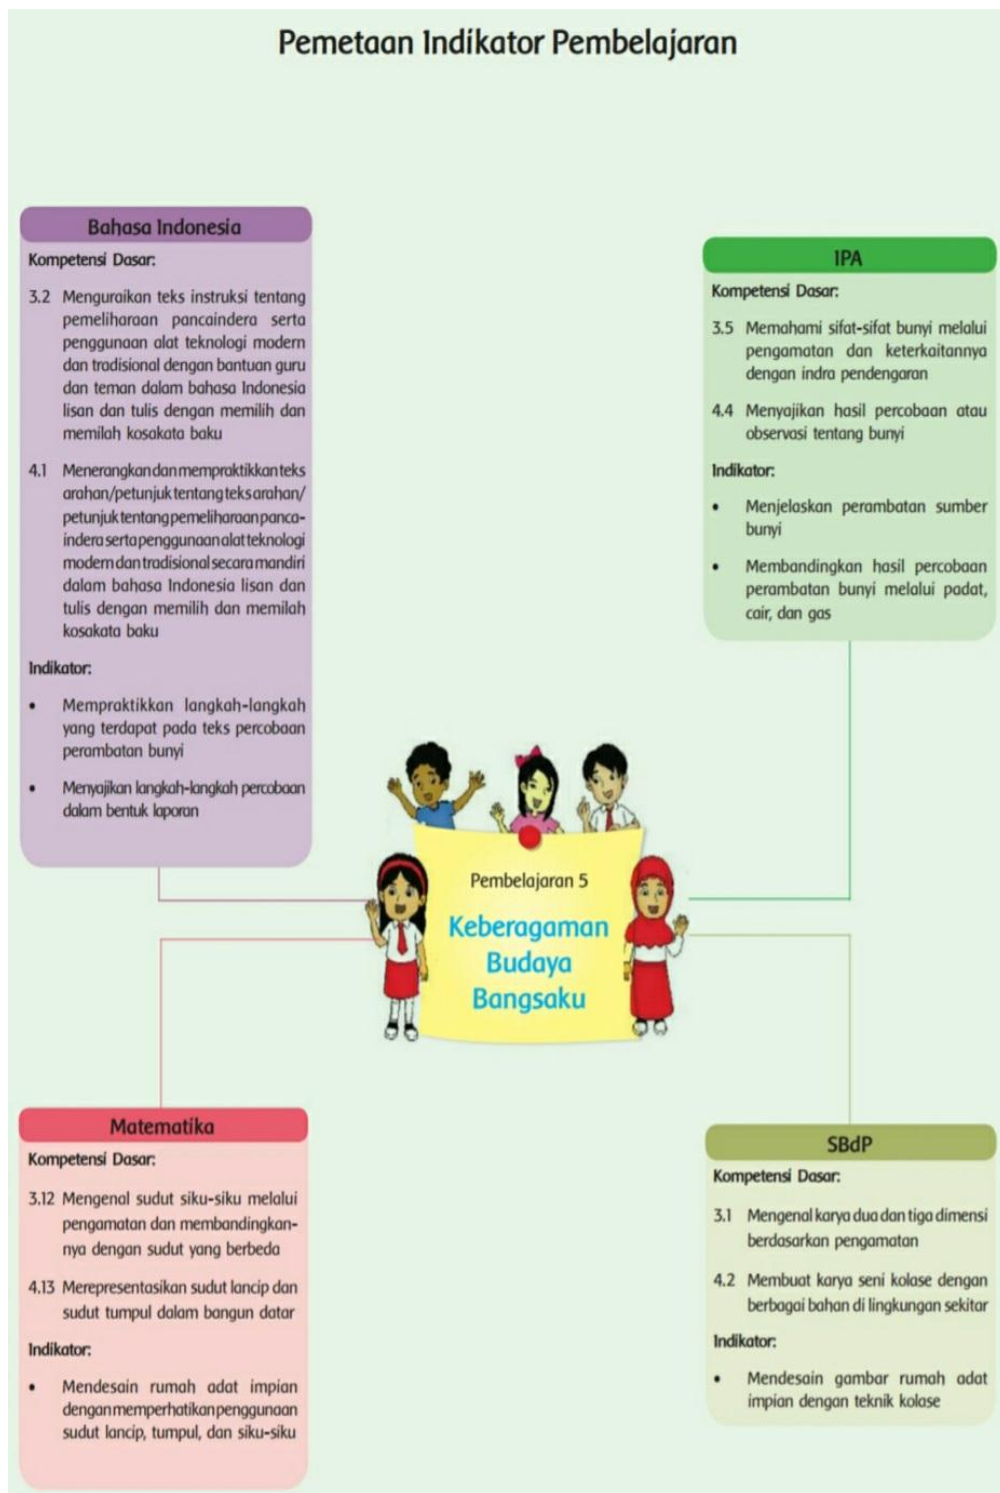 Pemetaan Indikator Pembelajaran
Bahasa Indonesia
Kompetensi Dasar:
3.2 Menguraikan teks instruksi tentang
pemeliharaan pancaindera serta
penggunaan alat teknologi modern
dan tradisional dengan bantuan guru
dan teman dalam bahasa Indonesia
lisan dan tulis dengan memilih dan
memilah kosakata baku
4.1 Menerangkan dan mempraktikkan teks
arahan/petunjuk tentang teks arahan/
petunjuk tentang pemeliharaan panca-
indera serta penggunaan alat teknologi
modern dan tradisional secara mandiri
dalam bahasa Indonesia lisan dan
tulis dengan memilih dan memilah
kosakata baku
Indikator:
• Mempraktikkan langkah-langkah
yang terdapat pada teks percobaan
perambatan bunyi
• Menyajikan langkah-langkah percobaan
dalam bentuk laporan
IPA
Kompetensi Dasar:
3.5 Memahami sifat-sifat bunyi melalui
pengamatan dan keterkaitannya
dengan indra pendengaran
4.4 Menyajikan hasil percobaan atau
observasi tentang bunyi
Indikator:
• Menjelaskan perambatan sumber
bunyi
• Membandingkan hasil percobaan
perambatan bunyi melalui padat,
cair, dan gas
Pembelajaran 5
Keberagaman
Budaya
Bangsaku
Matematika
Kompetensi Dasar:
3.12 Mengenal sudut siku-siku melalui
pengamatan dan membandingkan-
nya dengan sudut yang berbeda
4.13 Merepresentasikan sudut lancip dan
sudut tumpul dalam bangun datar
Indikator:
• Mendesain rumah adat impian
dengan memperhatikan penggunaan
sudut lancip, tumpul, dan siku-siku
SBdP
Kompetensi Dasar:
3.1 Mengenal karya dua dan tiga dimensi
berdasarkan pengamatan
4.2 Membuat karya seni kolase dengan
berbagai bahan di lingkungan sekitar
Indikator:
• Mendesain gambar rumah adat
impian dengan teknik kolase